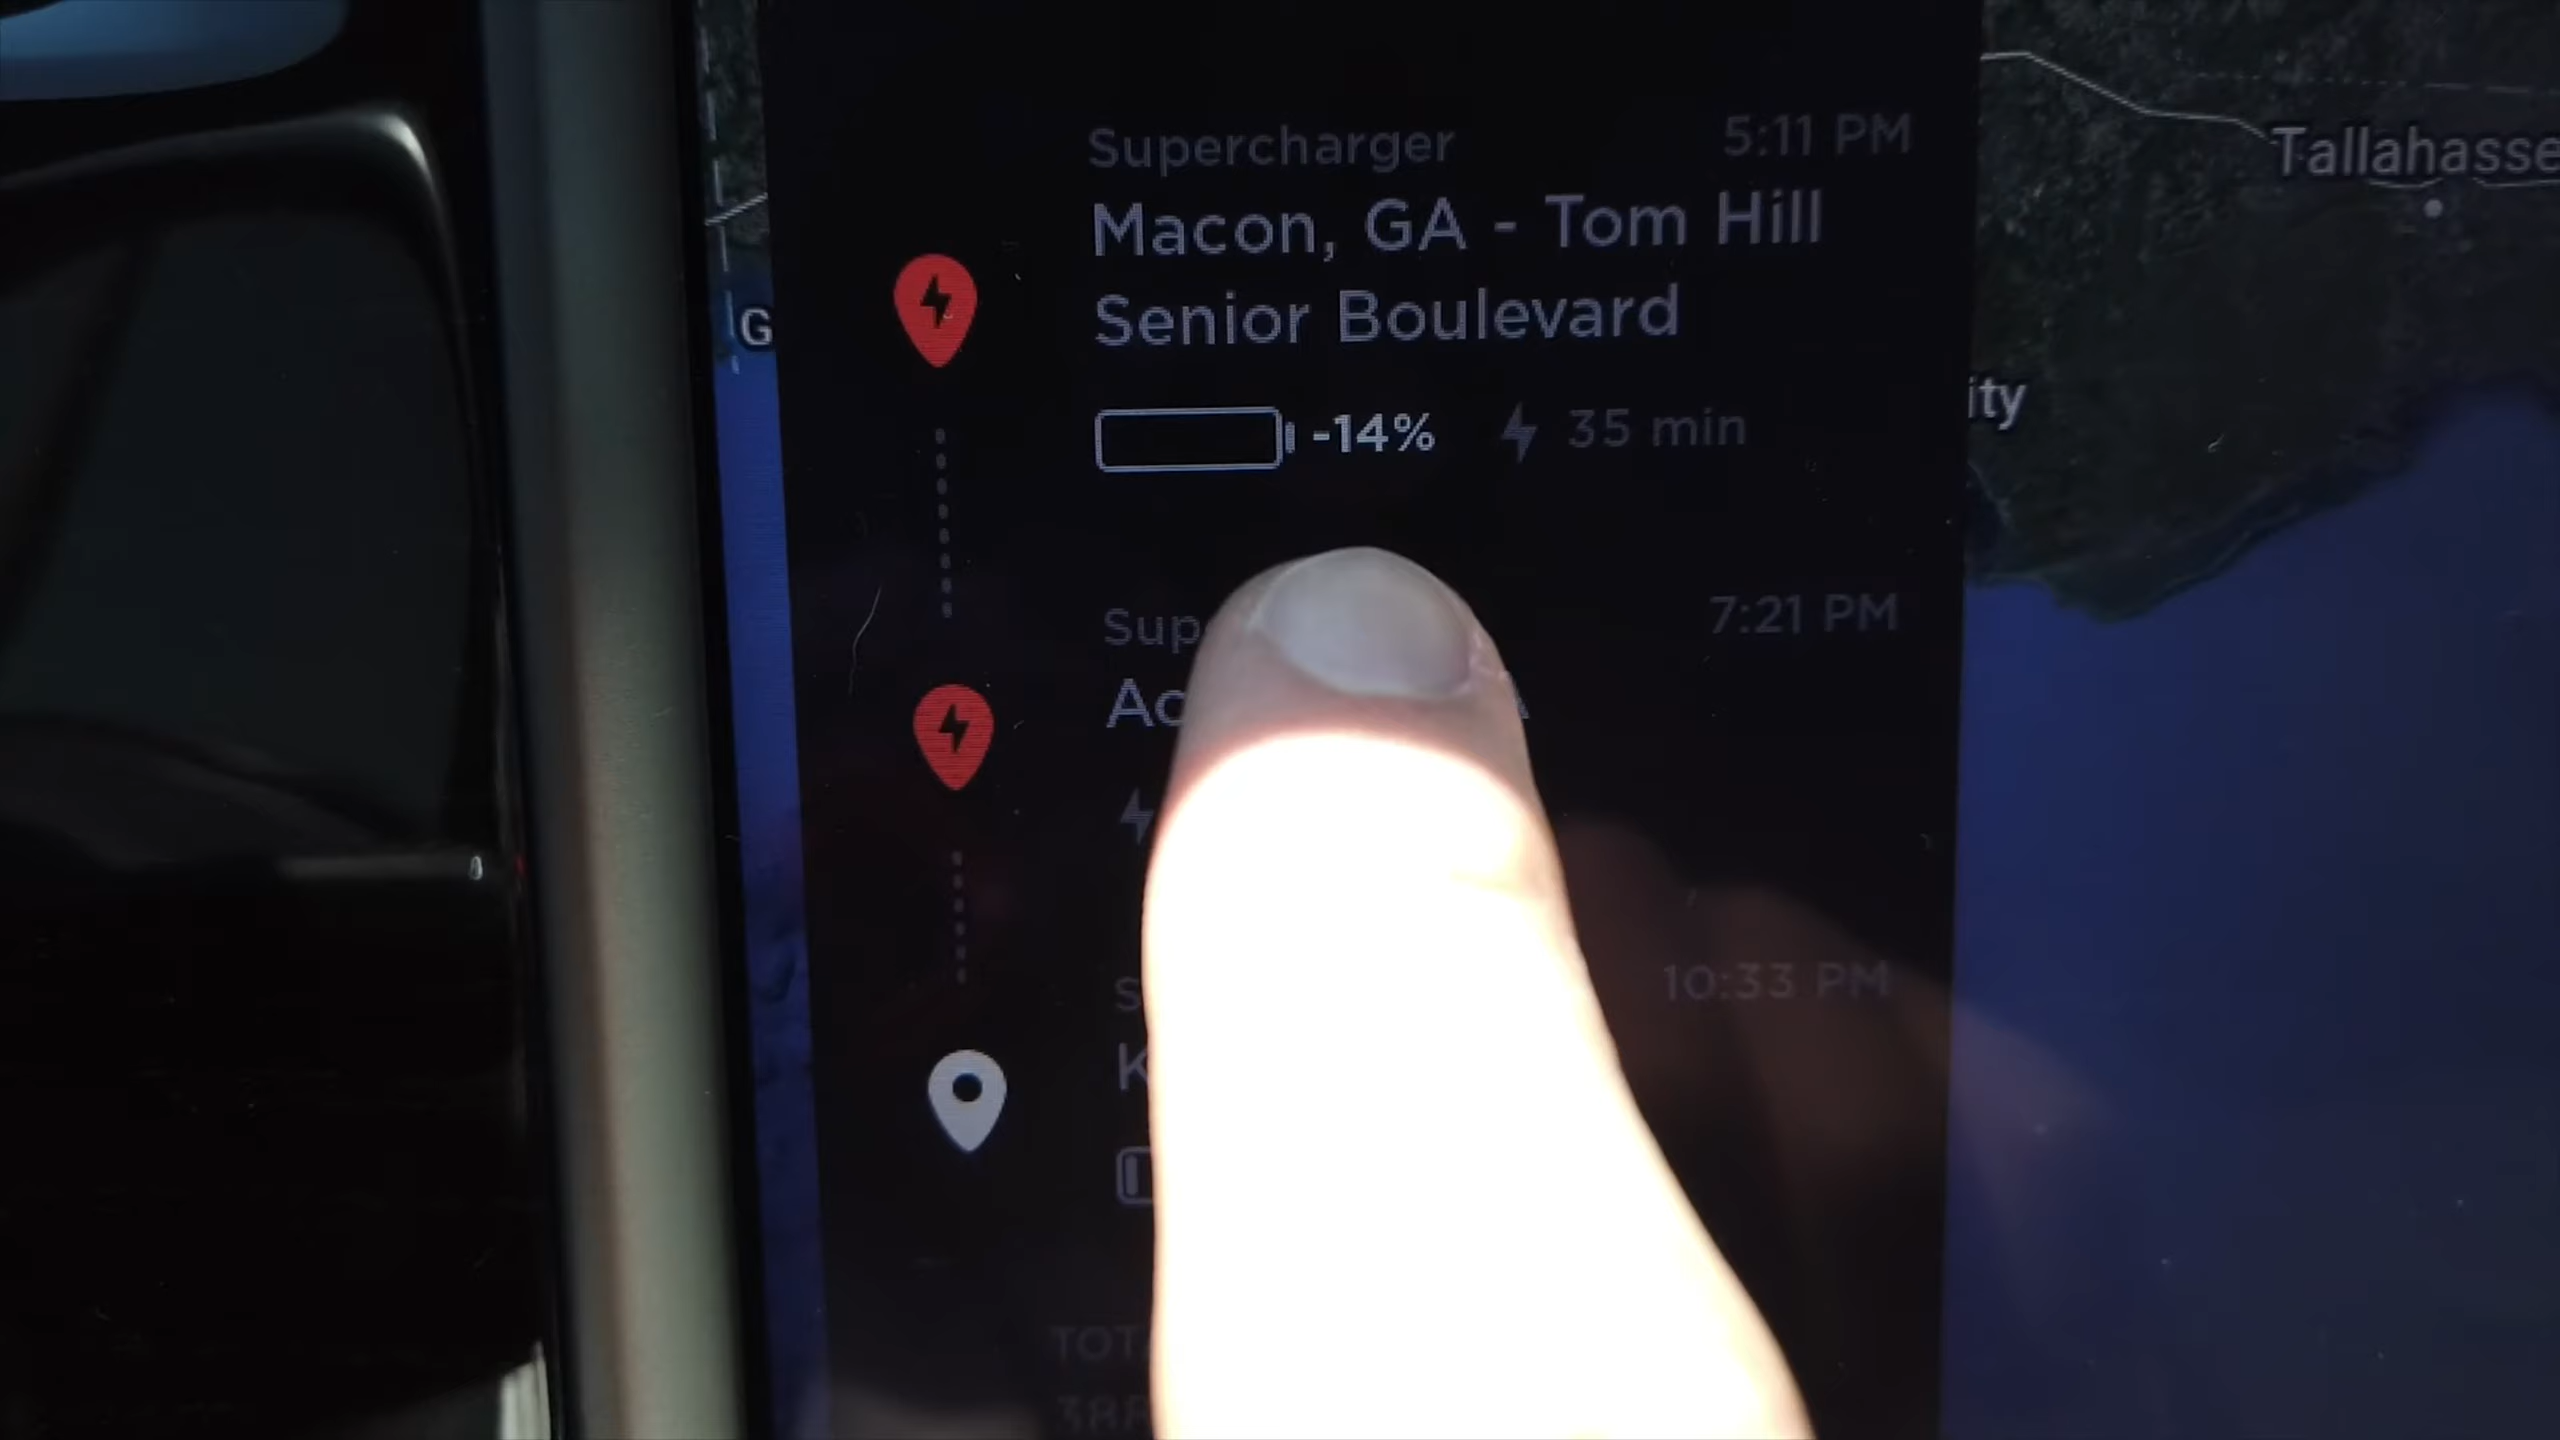 Supercharger 5:11 PM
Macon, GA - Tom Hill
Senior Boulevard
-14% 35 min
7:21 PM
10:33 PM
Tallahasse
G
ity